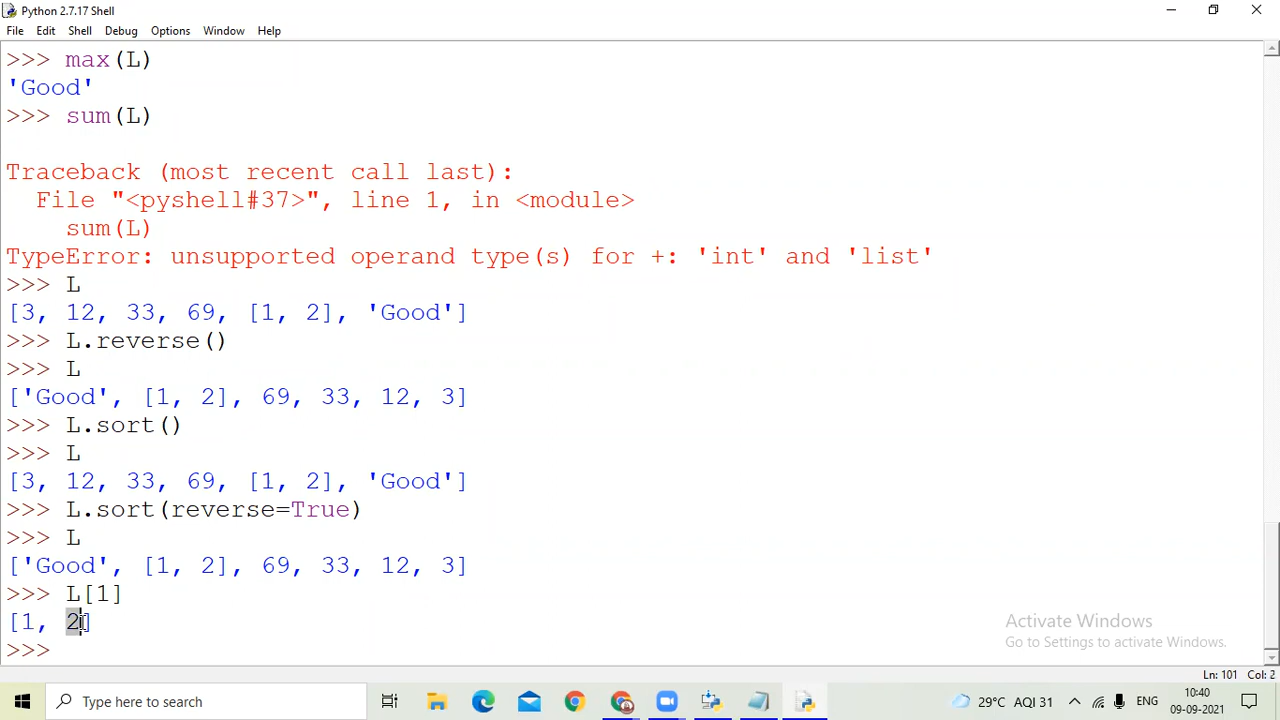 Python 2.7.17 Shell
File Edit Shell Debug Options Window Help
>>> max(L)
'Good'
>>> sum(L)
Traceback (most recent call last):
  File "<pyshell#37>", line 1, in <module>
    sum(L)
TypeError: unsupported operand type(s) for +: 'int' and 'list'
>>> L
[3, 12, 33, 69, [1, 2], 'Good']
>>> L.reverse()
>>> L
['Good', [1, 2], 69, 33, 12, 3]
>>> L.sort()
>>> L
[3, 12, 33, 69, [1, 2], 'Good']
>>> L.sort(reverse=True)
>>> L
['Good', [1, 2], 69, 33, 12, 3]
>>> L[1]
[1, 2]
>>>
Activate Windows
Go to Settings to activate Windows.
Ln: 101 Col: 2
Type here to search
29°C AQI 31
ENG
10:40
09-09-2021